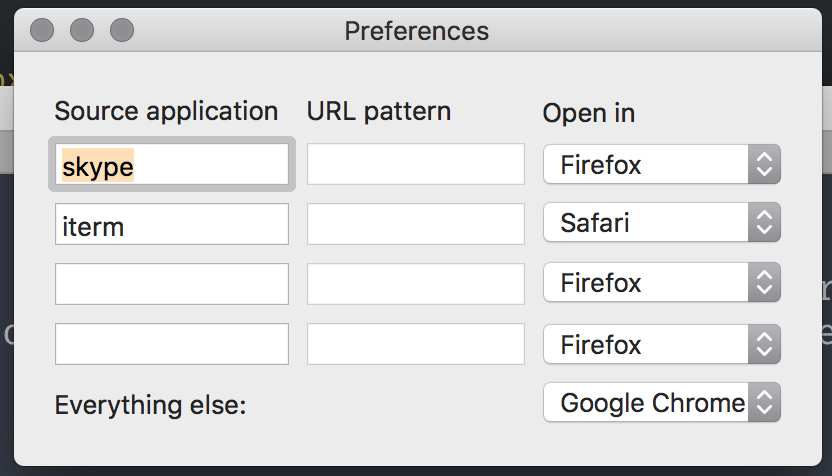 Preferences
Source application URL pattern Open in
skype Firefox
iterm Safari
Firefox
Firefox
Everything else: Google Chrome